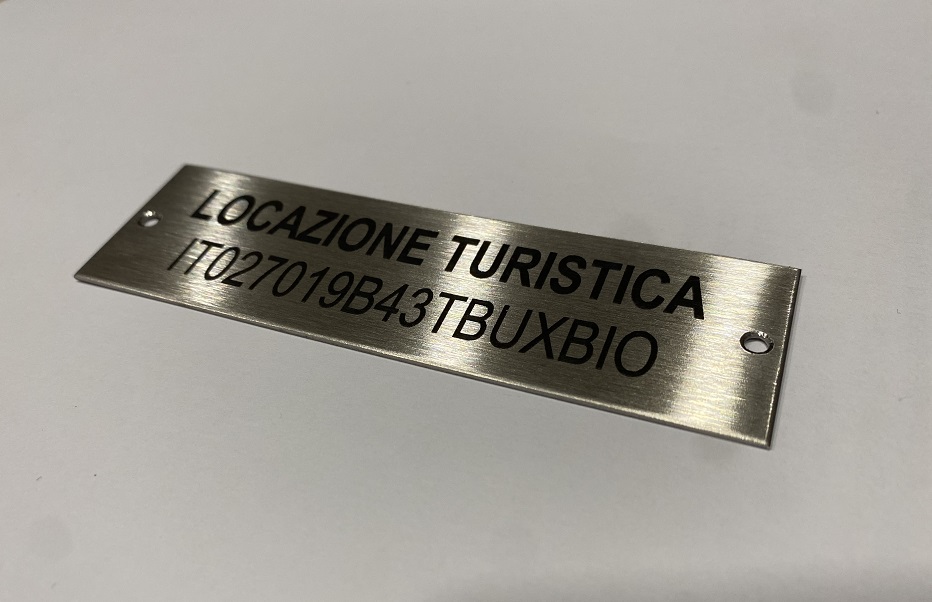 LOCAZIONE TURISTICA
IT027019B43TBUXBIO